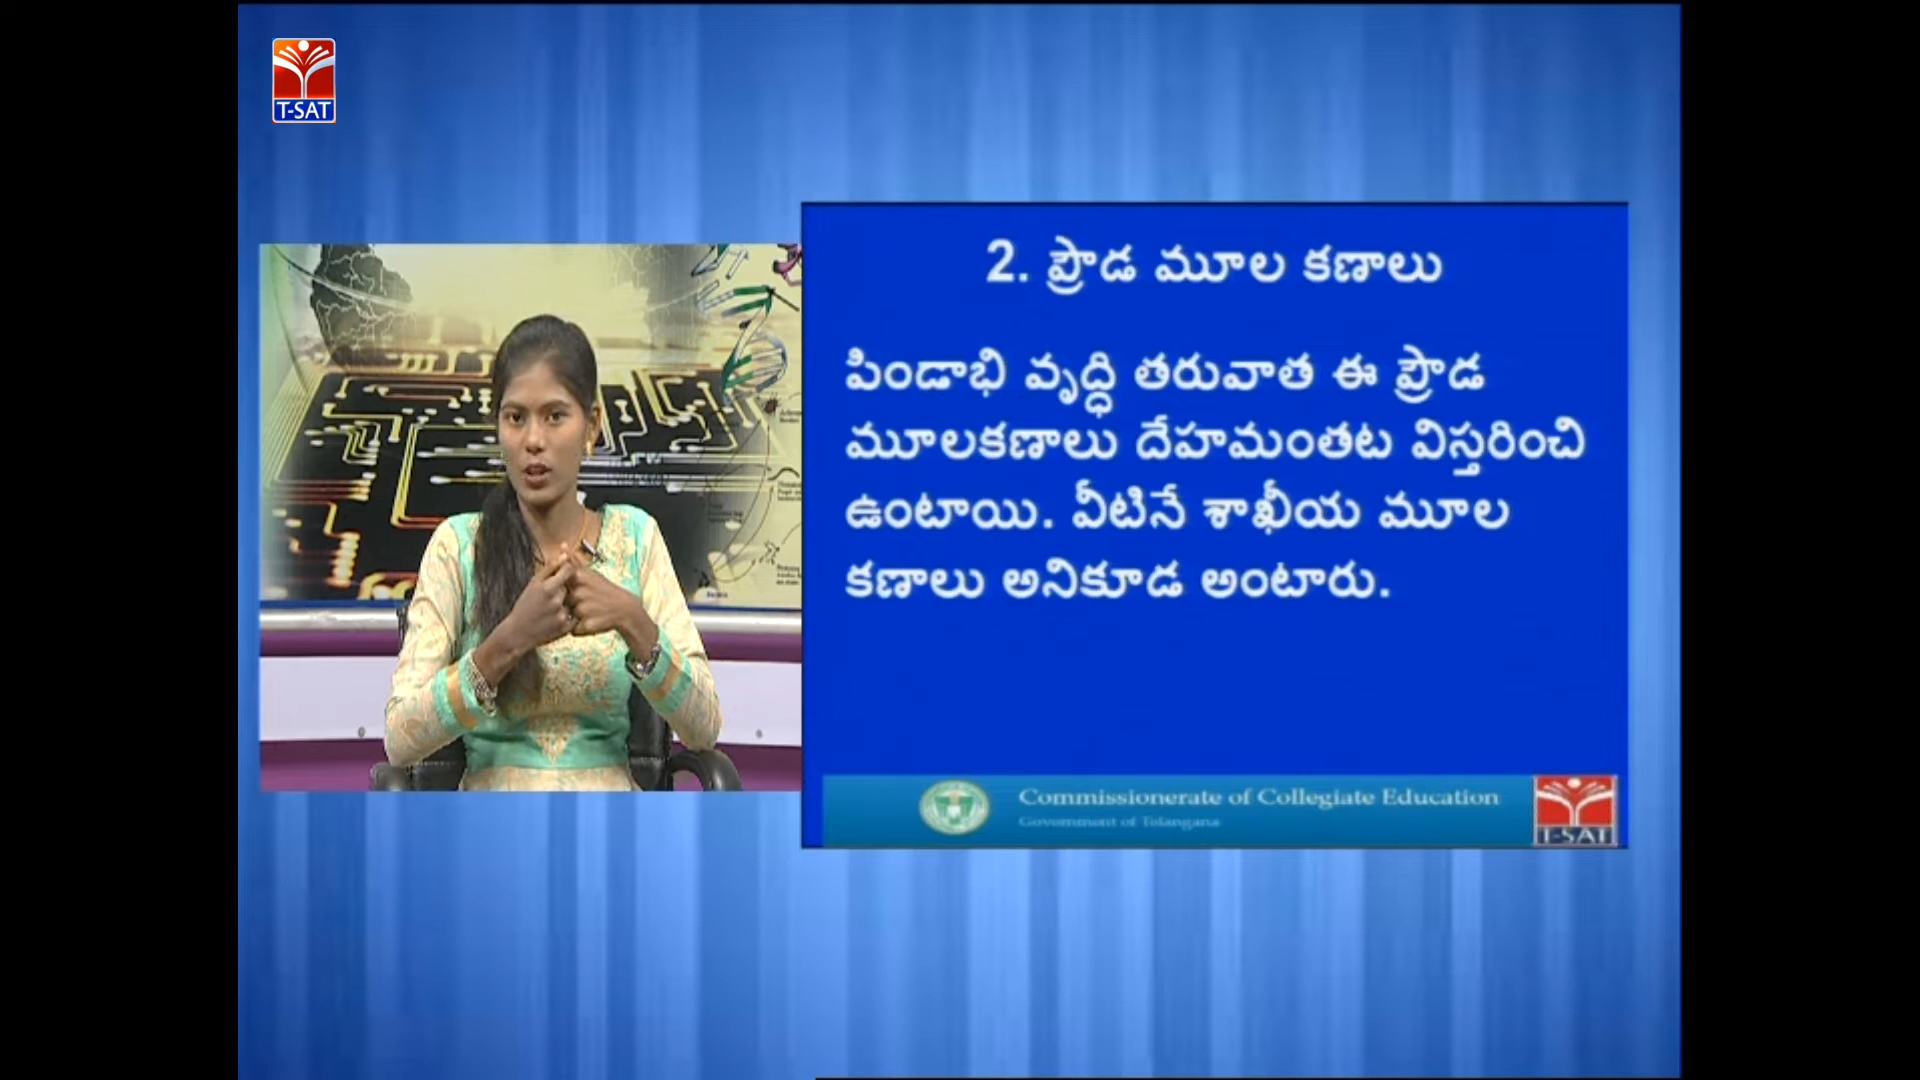 T-SAT
2. ప్రౌడ మూల కణాలు
పిండాభి వృద్ధి తరువాత ఈ ప్రౌడ
మూలకణాలు దేహమంతట విస్తరించి
ఉంటాయి. వీటినే శాఖీయ మూల
కణాలు అనికూడ అంటారు.
Commissionerate of Collegiate Education
Government of Telangana
T-SAT